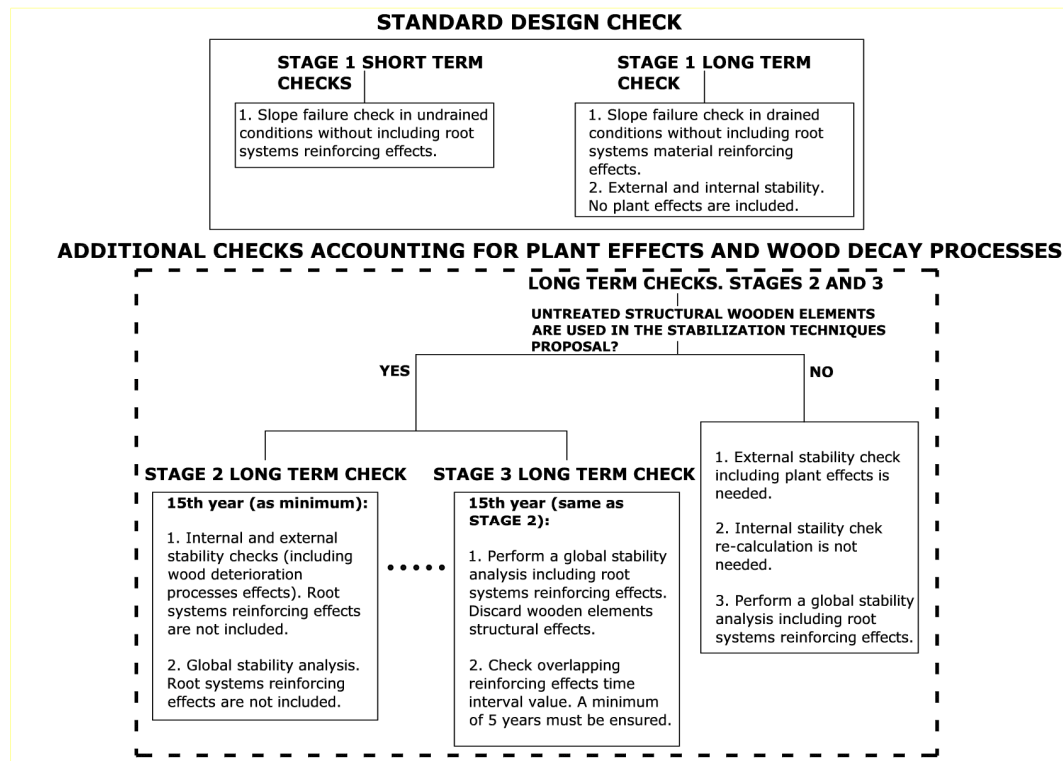 STANDARD DESIGN CHECK
STAGE 1 SHORT TERM
CHECKS
1. Slope failure check in undrained
conditions without including root
systems reinforcing effects.
STAGE 1 LONG TERM
CHECK
1. Slope failure check in drained
conditions without including root
systems material reinforcing
effects.
2. External and internal stability.
No plant effects are included.
ADDITIONAL CHECKS ACCOUNTING FOR PLANT EFFECTS AND WOOD DECAY PROCESSES
LONG TERM CHECKS. STAGES 2 AND 3
UNTREATED STRUCTURAL WOODEN ELEMENTS
ARE USED IN THE STABILIZATION TECHNIQUES
PROPOSAL?
YES
NO
STAGE 2 LONG TERM CHECK
15th year (as minimum):
1. Internal and external
stability checks (including
wood deterioration
processes effects). Root
systems reinforcing effects
are not included.
2. Global stability analysis.
Root systems reinforcing
effects are not included.
STAGE 3 LONG TERM CHECK
15th year (same as
STAGE 2):
1. Perform a global stability
analysis including root
systems reinforcing effects.
Discard wooden elements
structural effects.
2. Check overlapping
reinforcing effects time
interval value. A minimum
of 5 years must be ensured.
1. External stability check
including plant effects is
needed.
2. Internal staility chek
re-calculation is not
needed.
3. Perform a global stability
analysis including root
systems reinforcing effects.